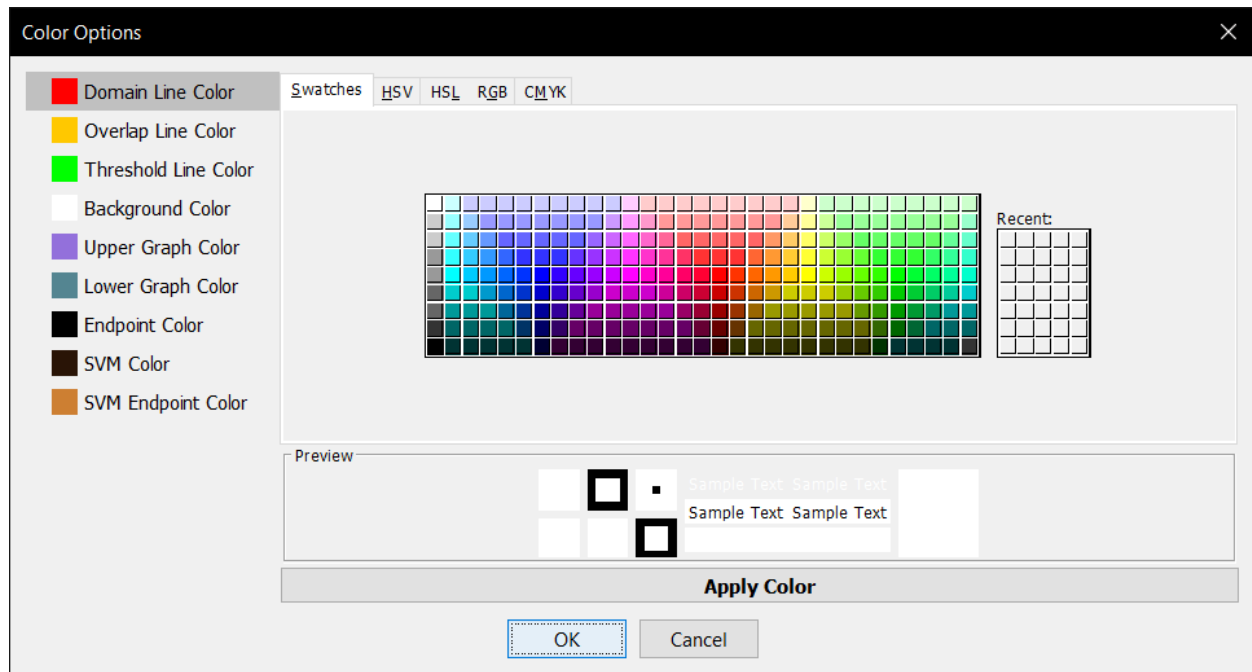 Color Options
Domain Line Color
Overlap Line Color
Threshold Line Color
Background Color
Upper Graph Color
Lower Graph Color
Endpoint Color
SVM Color
SVM Endpoint Color
Swatches HSV HSL RGB CMYK
Recent:
Preview
Sample Text Sample Text
Sample Text Sample Text
Apply Color
OK Cancel